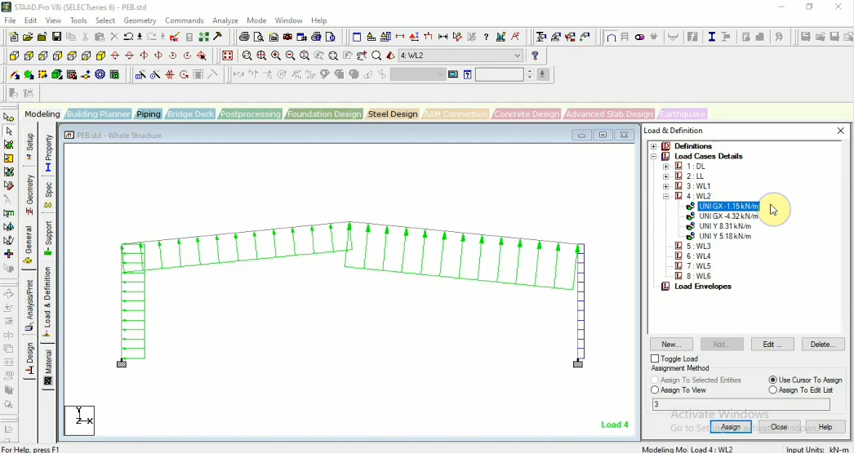 STAAD.Pro V8i (SELECTseries 6) - PEB.std
File Edit View Tools Select Geometry Commands Analyze Mode Window Help
4: WL2
Modeling Building Planner Piping Bridge Deck Postprocessing Foundation Design Steel Design RAM Connection Concrete Design Advanced Slab Design Earthquake
PEB.std - Whole Structure
Setup
Geometry
General
Analysis/Print
Design
Property
Spec
Support
Load & Definition
Material
Y
Z X
Load 4
Load & Definition
Definitions
Load Cases Details
1 : DL
2 : LL
3 : WL1
4 : WL2
UNI GX -1.15 kN/m
UNI GX -4.32 kN/m
UNI Y 8.31 kN/m
UNI Y 5.18 kN/m
5 : WL3
6 : WL4
7 : WL5
8 : WL6
Load Envelopes
New... Add... Edit ... Delete...
Toggle Load
Assignment Method
Assign To Selected Entities Use Cursor To Assign
Assign To View Assign To Edit List
3
Activate Windows
Assign Close Help
For Help, press F1
Modeling Mo Load 4 : WL2 Input Units: kN-m